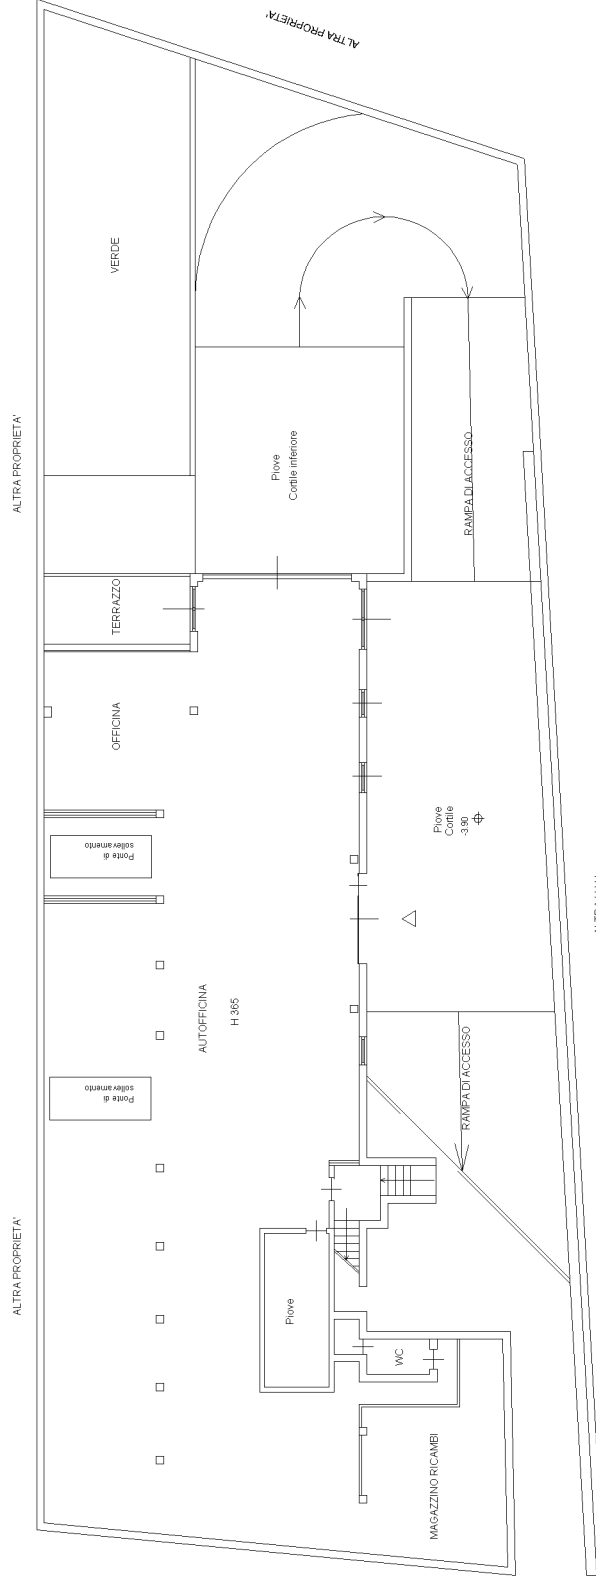 ALTRA PROPRIETA'
VERDE
ALTRA PROPRIETA'
Piove
Cortile inferiore
RAMPA DI ACCESSO
TERRAZZO
OFFICINA
Ponte di
sollevamento
Piove
Cortile
-3.90
AUTOFFICINA
H 365
Ponte di
sollevamento
RAMPA DI ACCESSO
ALTRA PROPRIETA'
Piove
WC
MAGAZZINO RICAMBI